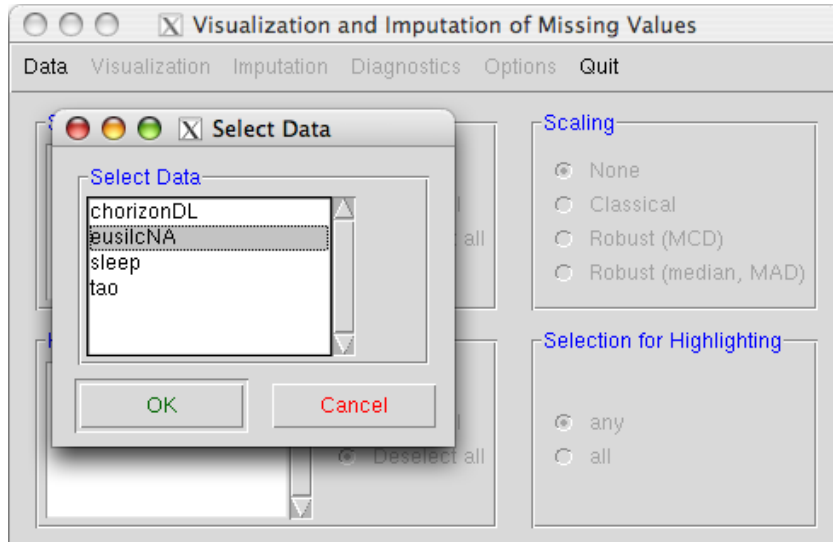 Visualization and Imputation of Missing Values
Data Visualization Imputation Diagnostics Options Quit
Select Data
Select Data
chorizonDL
eusilcNA
sleep
tao
OK
Cancel
all
Deselect all
Scaling
None
Classical
Robust (MCD)
Robust (median, MAD)
Selection for Highlighting
any
all